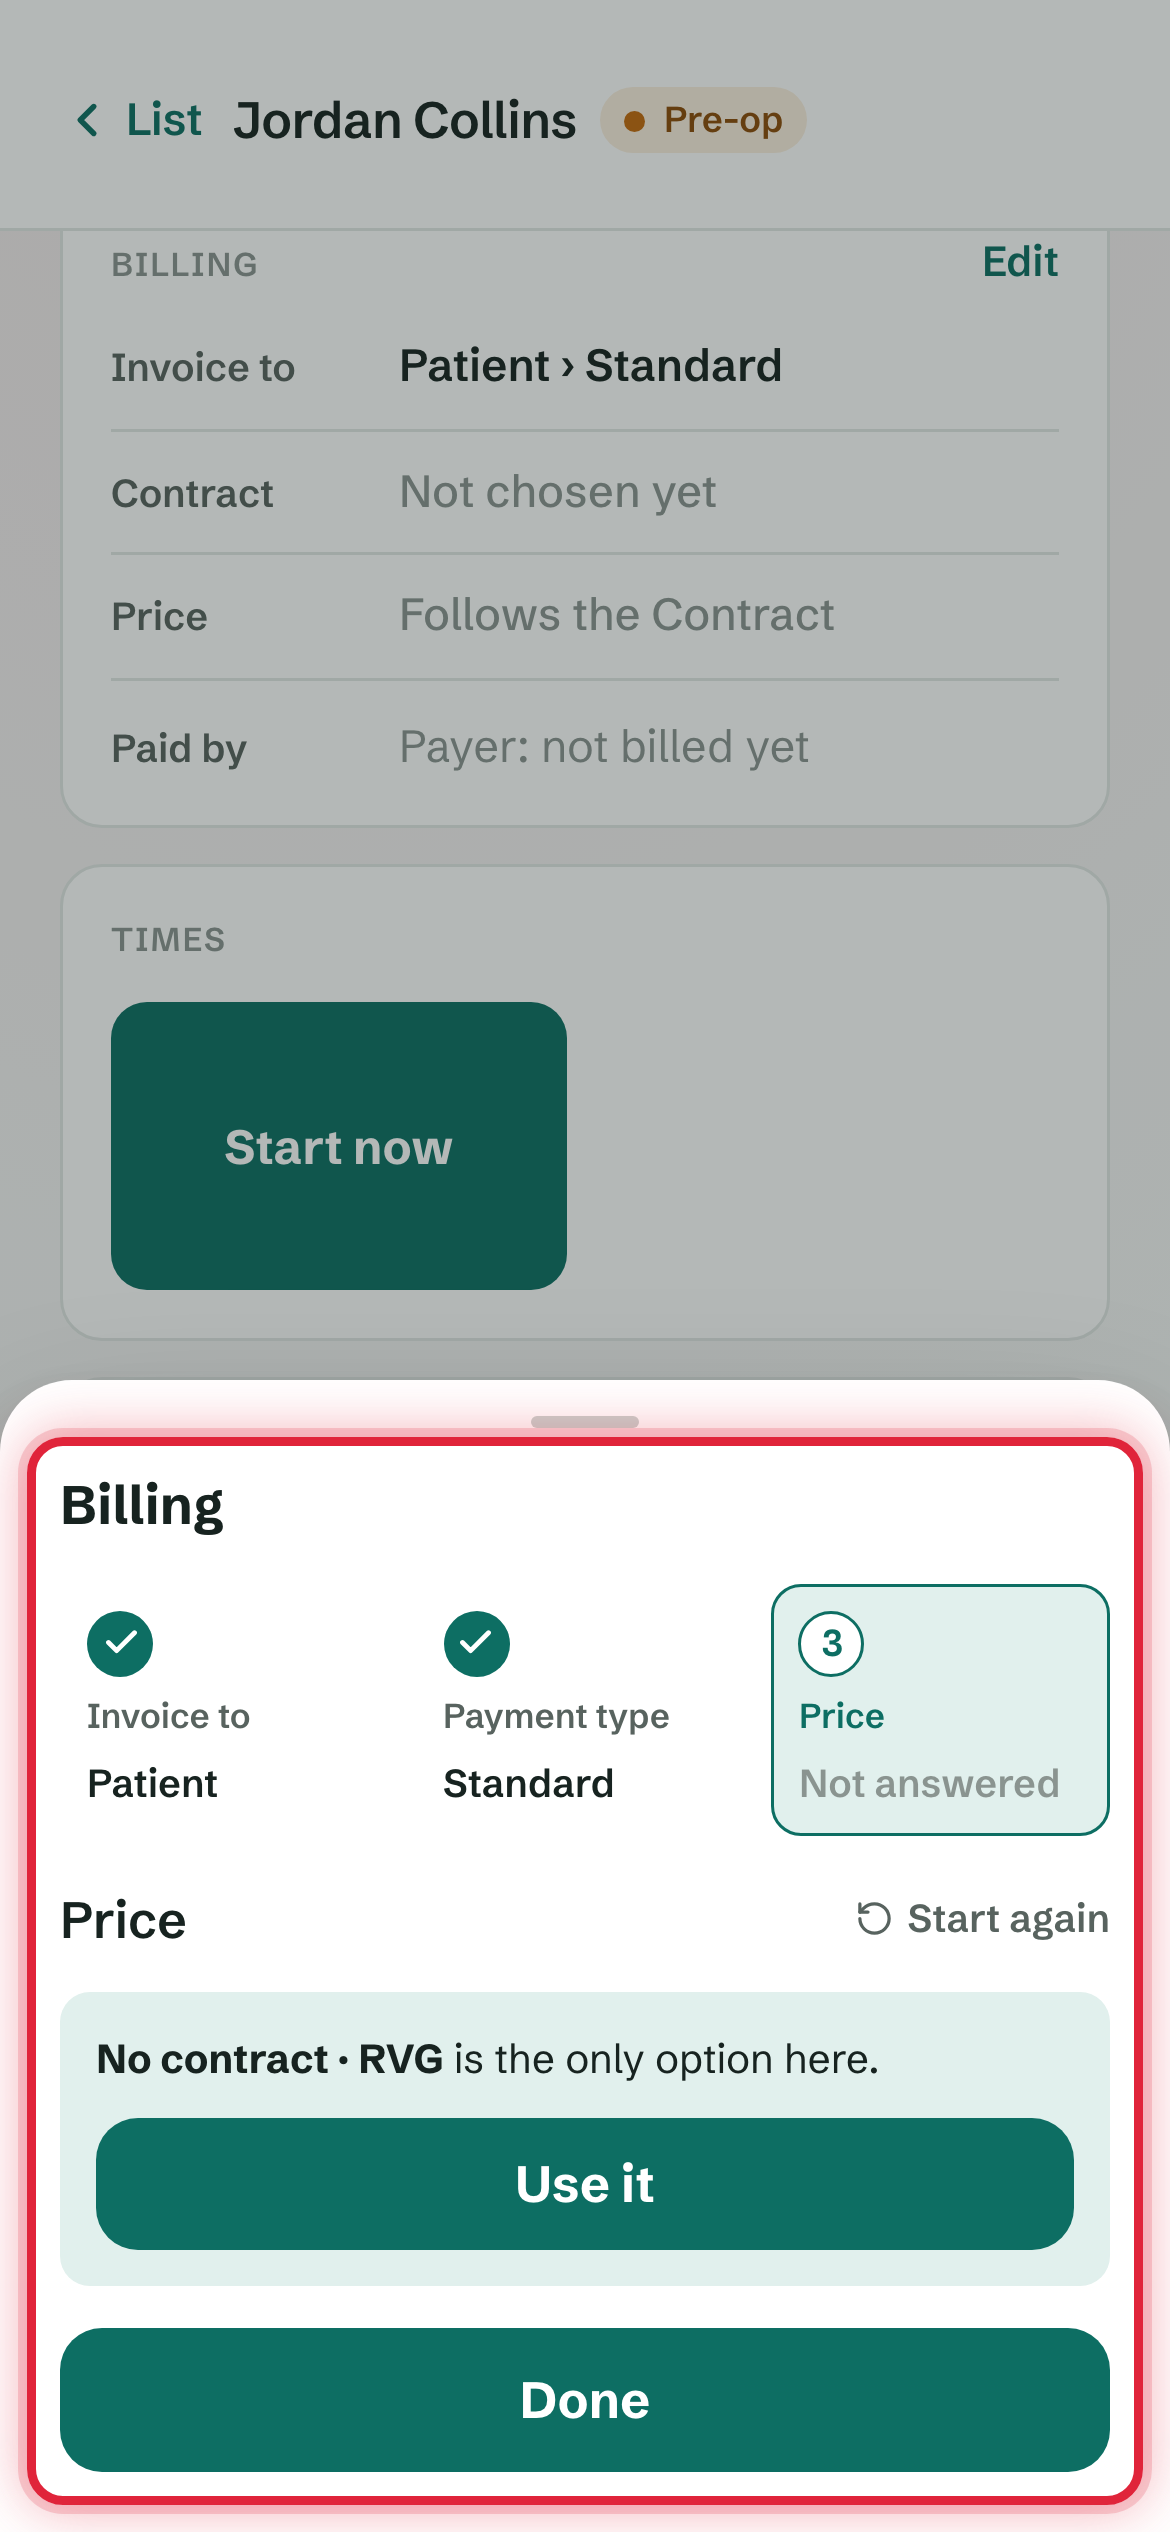 List Jordan Collins Pre-op
BILLING Edit
Invoice to Patient › Standard
Contract Not chosen yet
Price Follows the Contract
Paid by Payer: not billed yet
TIMES
Start now
Billing
3
Invoice to Payment type Price
Patient Standard Not answered
Price Start again
No contract · RVG is the only option here.
Use it
Done